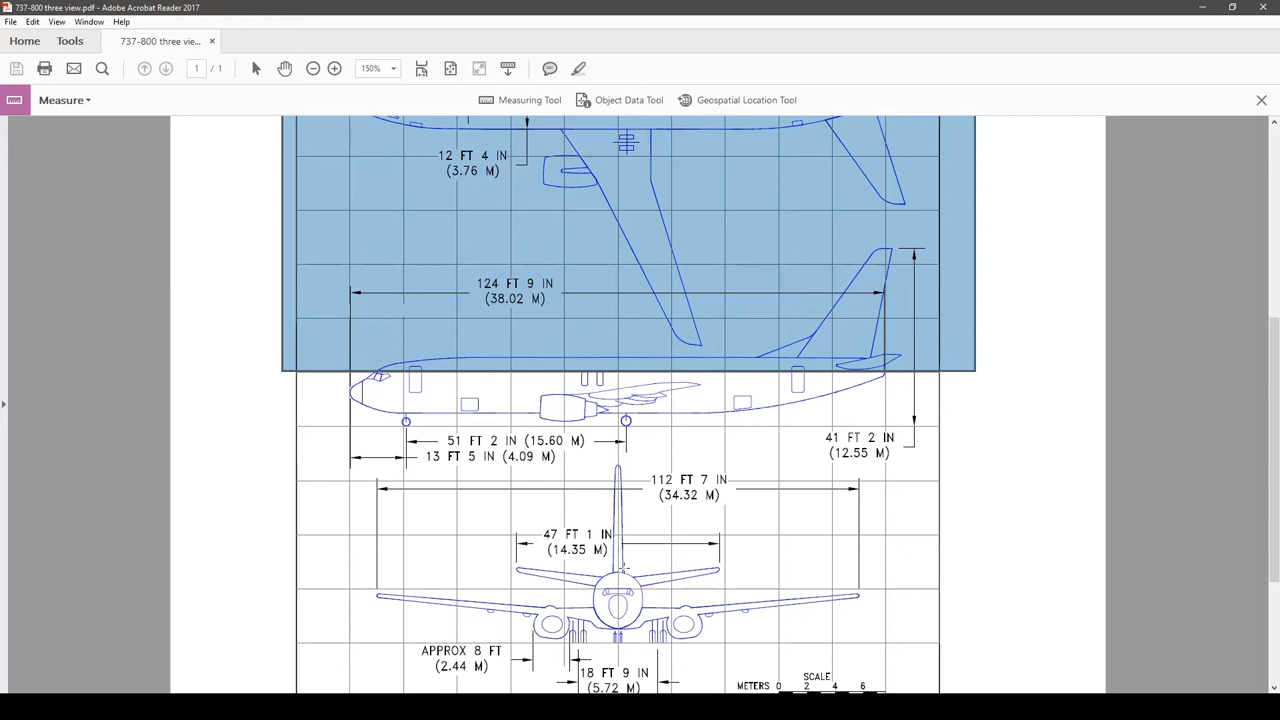 737-800 three view.pdf - Adobe Acrobat Reader 2017
File Edit View Window Help
Home Tools 737-800 three vie... ×
1 / 1 150%
Measure
Measuring Tool Object Data Tool Geospatial Location Tool
12 FT 4 IN
(3.76 M)
124 FT 9 IN
(38.02 M)
51 FT 2 IN (15.60 M)
13 FT 5 IN (4.09 M)
41 FT 2 IN
(12.55 M)
112 FT 7 IN
(34.32 M)
47 FT 1 IN
(14.35 M)
APPROX 8 FT
(2.44 M)
18 FT 9 IN
(5.72 M)
SCALE
METERS 0 2 4 6